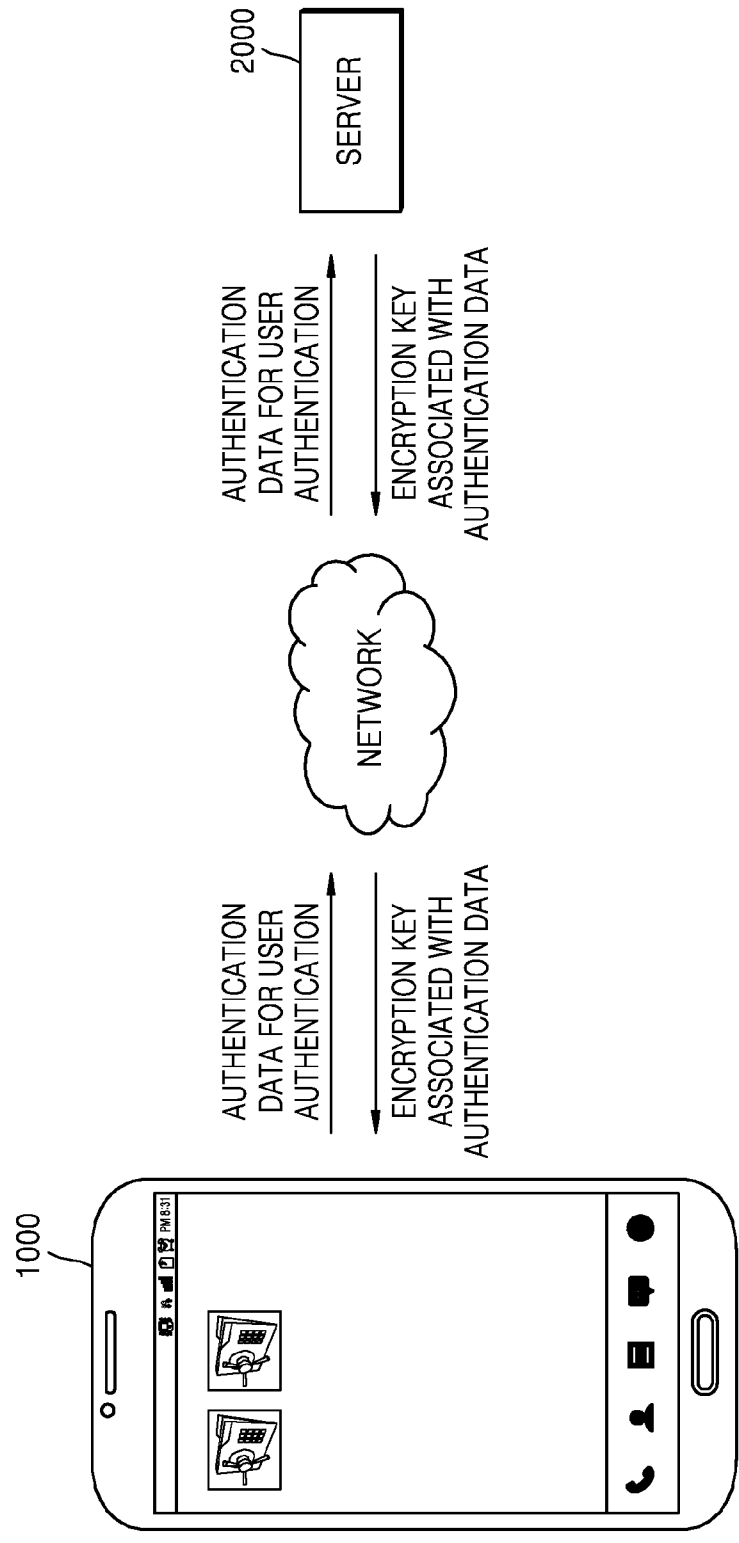 1000
PM 8:31
AUTHENTICATION
DATA FOR USER
AUTHENTICATION
ENCRYPTION KEY
ASSOCIATED WITH
AUTHENTICATION DATA
NETWORK
AUTHENTICATION
DATA FOR USER
AUTHENTICATION
ENCRYPTION KEY
ASSOCIATED WITH
AUTHENTICATION DATA
2000
SERVER